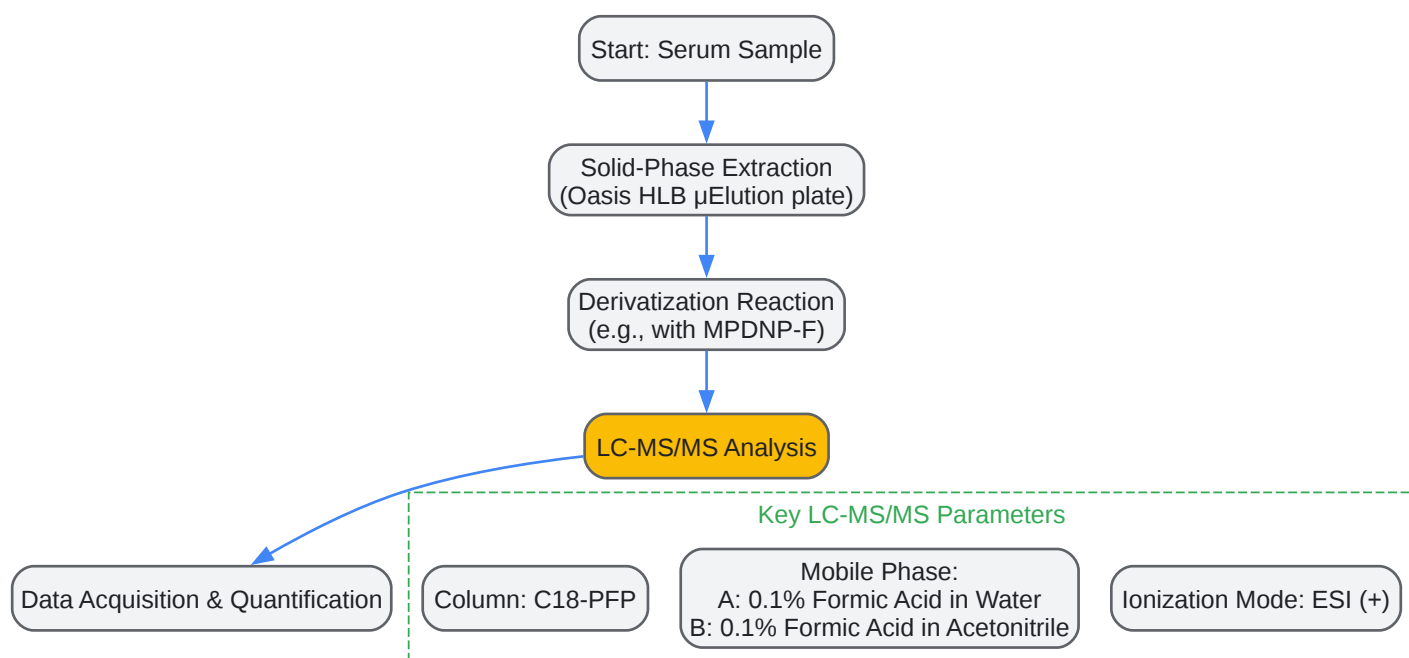 Start: Serum Sample
Solid-Phase Extraction
(Oasis HLB μElution plate)
Derivatization Reaction
(e.g., with MPDNP-F)
LC-MS/MS Analysis
Key LC-MS/MS Parameters
Data Acquisition & Quantification
Column: C18-PFP
Mobile Phase:
A: 0.1% Formic Acid in Water
B: 0.1% Formic Acid in Acetonitrile
Ionization Mode: ESI (+)